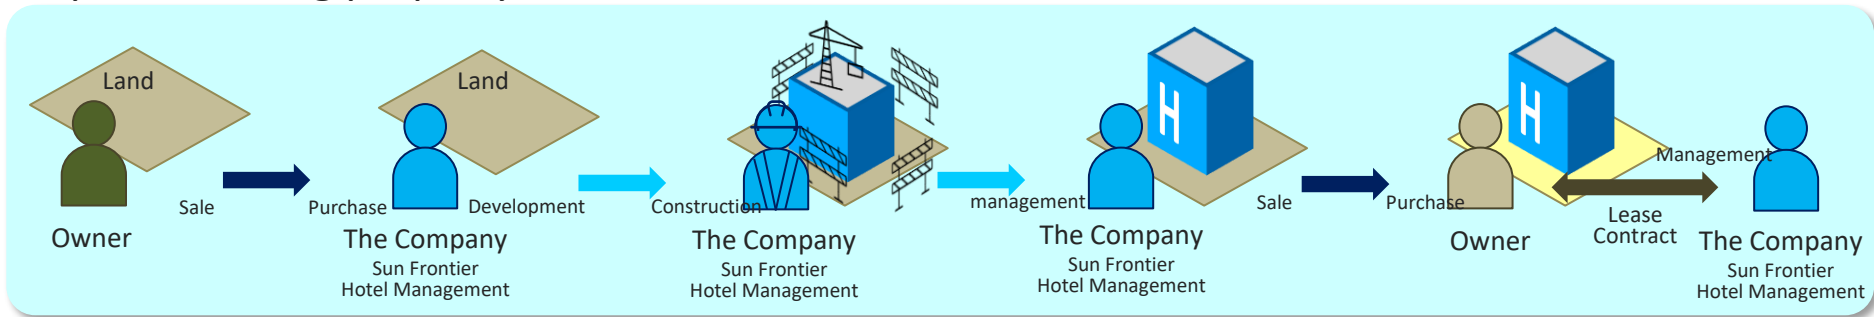 Land
Sale
Owner
Land
Purchase
Development
The Company
Sun Frontier
Hotel Management
Construction
The Company
Sun Frontier
Hotel Management
H
management
Sale
The Company
Sun Frontier
Hotel Management
H
Purchase
Owner
Management
Lease
Contract
The Company
Sun Frontier
Hotel Management